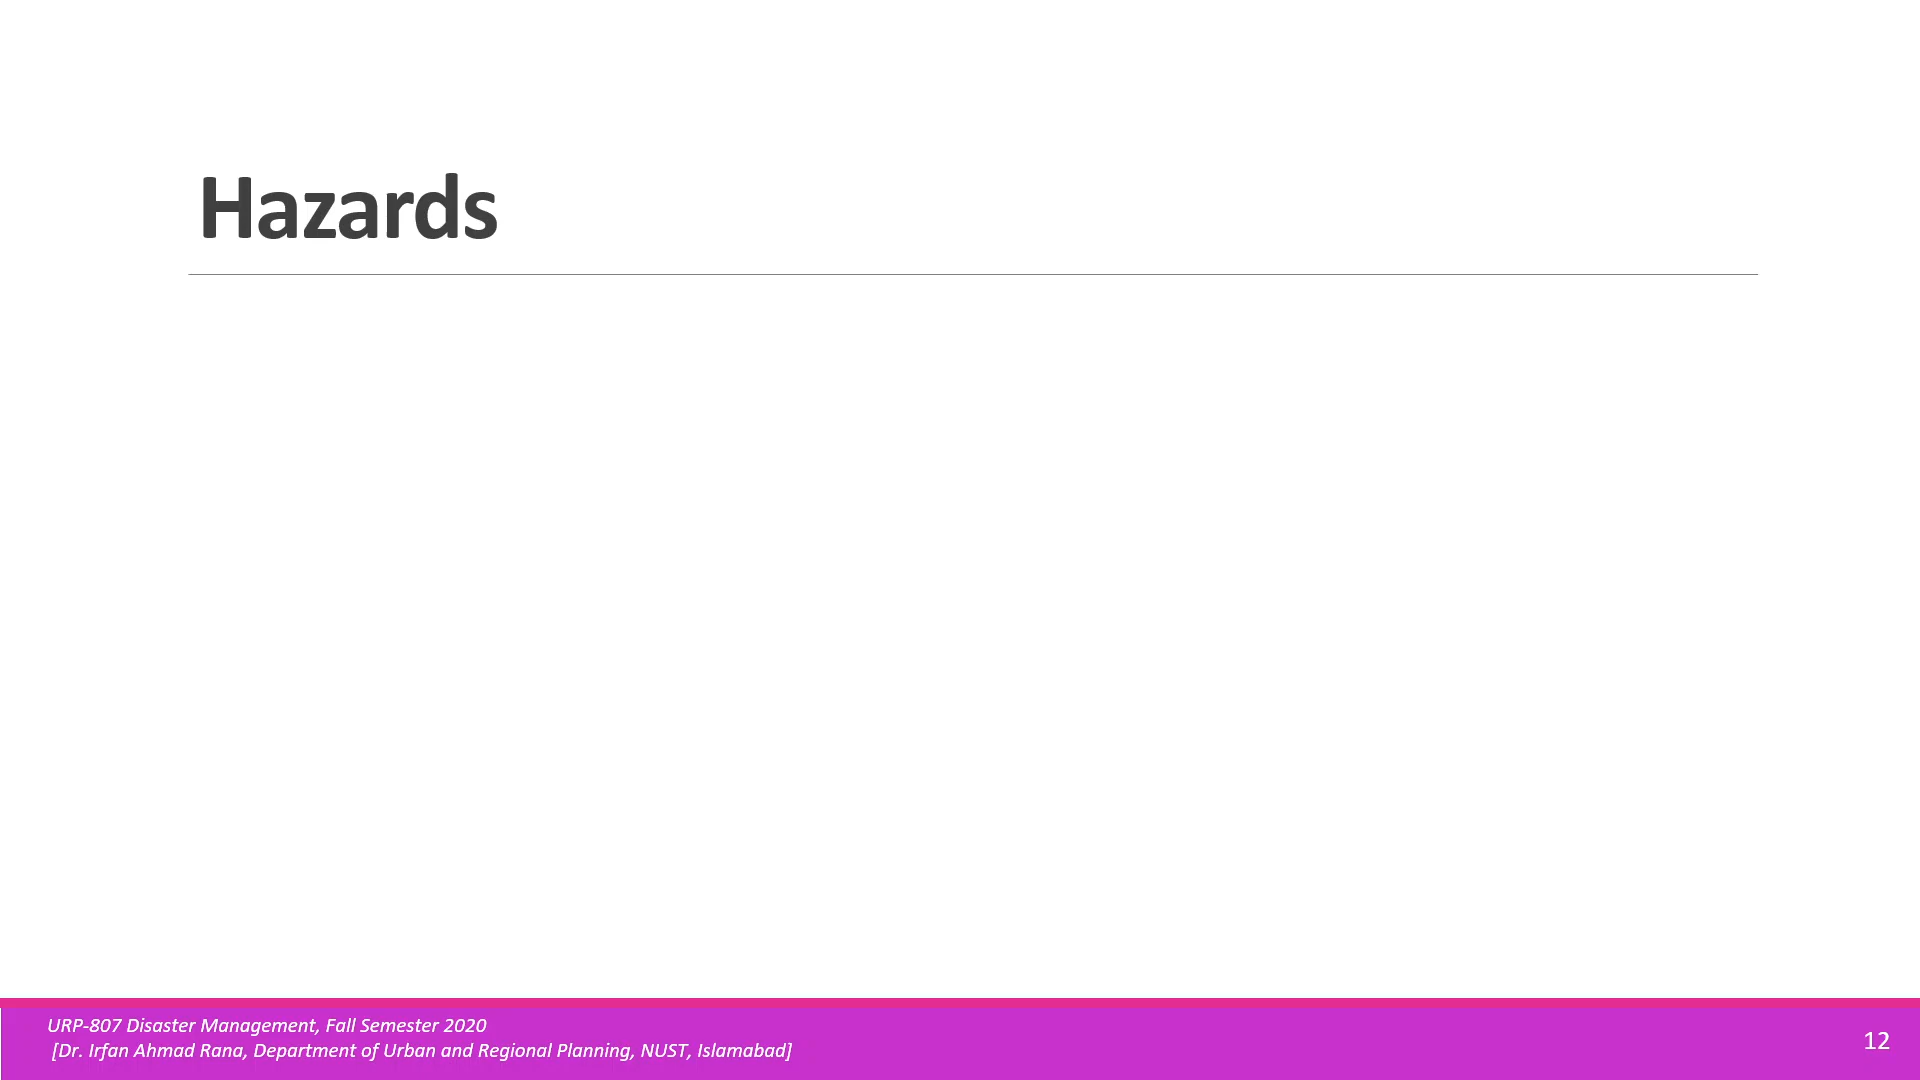 Hazards
URP-807 Disaster Management, Fall Semester 2020
[Dr. Irfan Ahmad Rana, Department of Urban and Regional Planning, NUST, Islamabad]
12